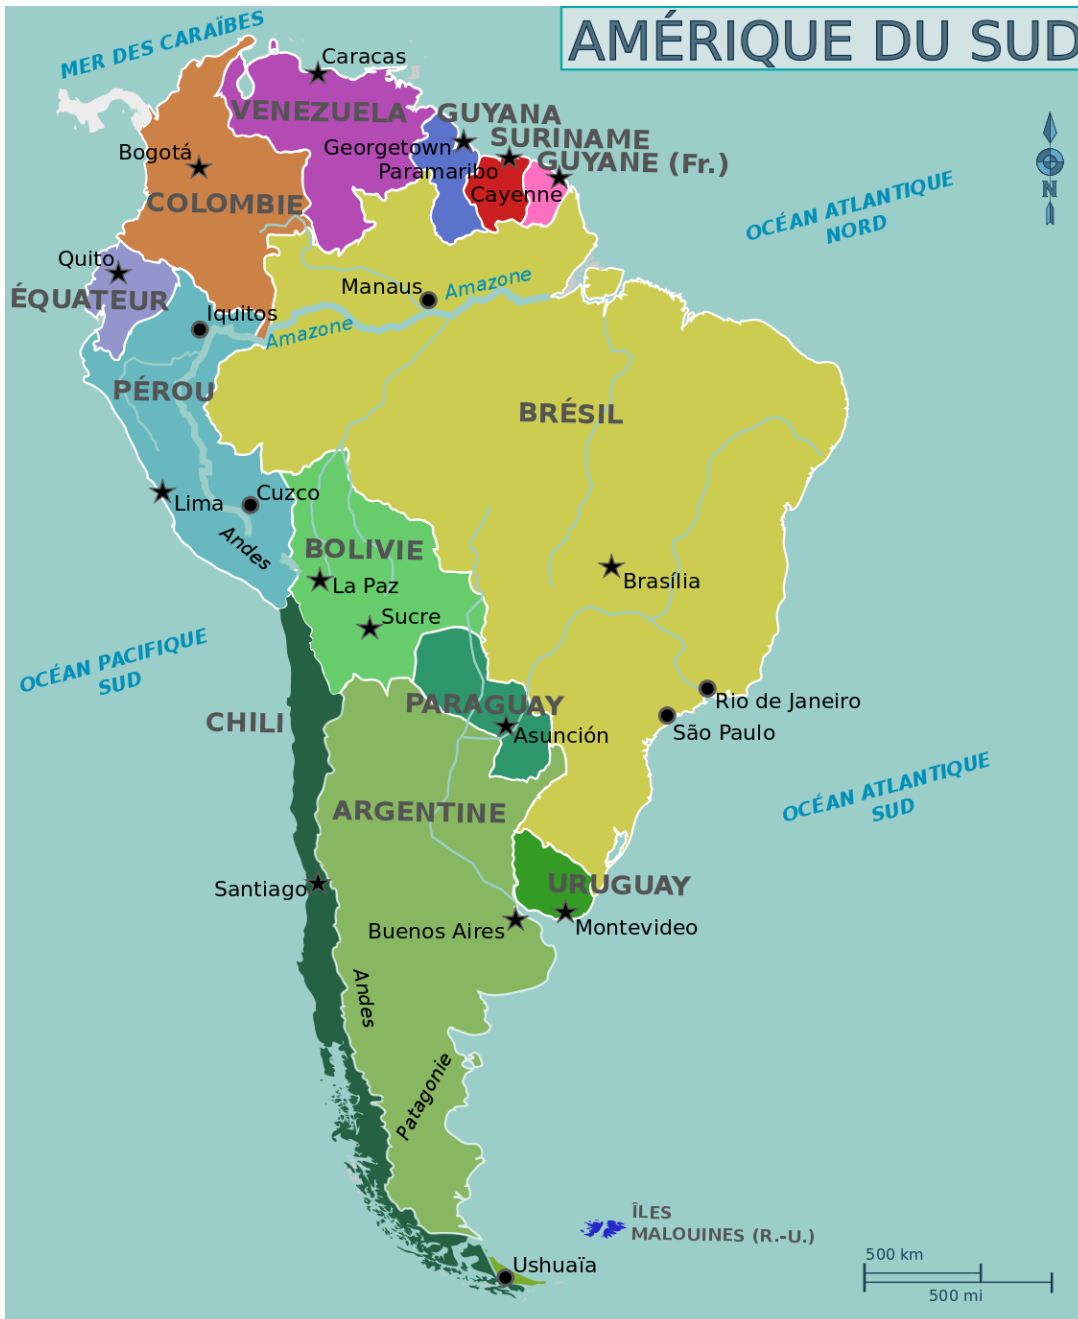 AMÉRIQUE DU SUD
MER DES CARAÏBES
Caracas
VENEZUELA
GUYANA
SURINAME
GUYANE (Fr.)
Georgetown
Paramaribo
Cayenne
Bogotá
COLOMBIE
N
OCÉAN ATLANTIQUE
NORD
Quito
ÉQUATEUR
Iquitos
Manaus
Amazone
Amazone
PÉROU
BRÉSIL
Lima
Cuzco
Andes
BOLIVIE
La Paz
Sucre
Brasília
OCÉAN PACIFIQUE
SUD
CHILI
PARAGUAY
Asunción
Rio de Janeiro
São Paulo
OCÉAN ATLANTIQUE
SUD
ARGENTINE
URUGUAY
Santiago
Buenos Aires
Montevideo
Andes
Patagonie
ÎLES
MALOUINES (R.-U.)
Ushuaïa
500 km
500 mi